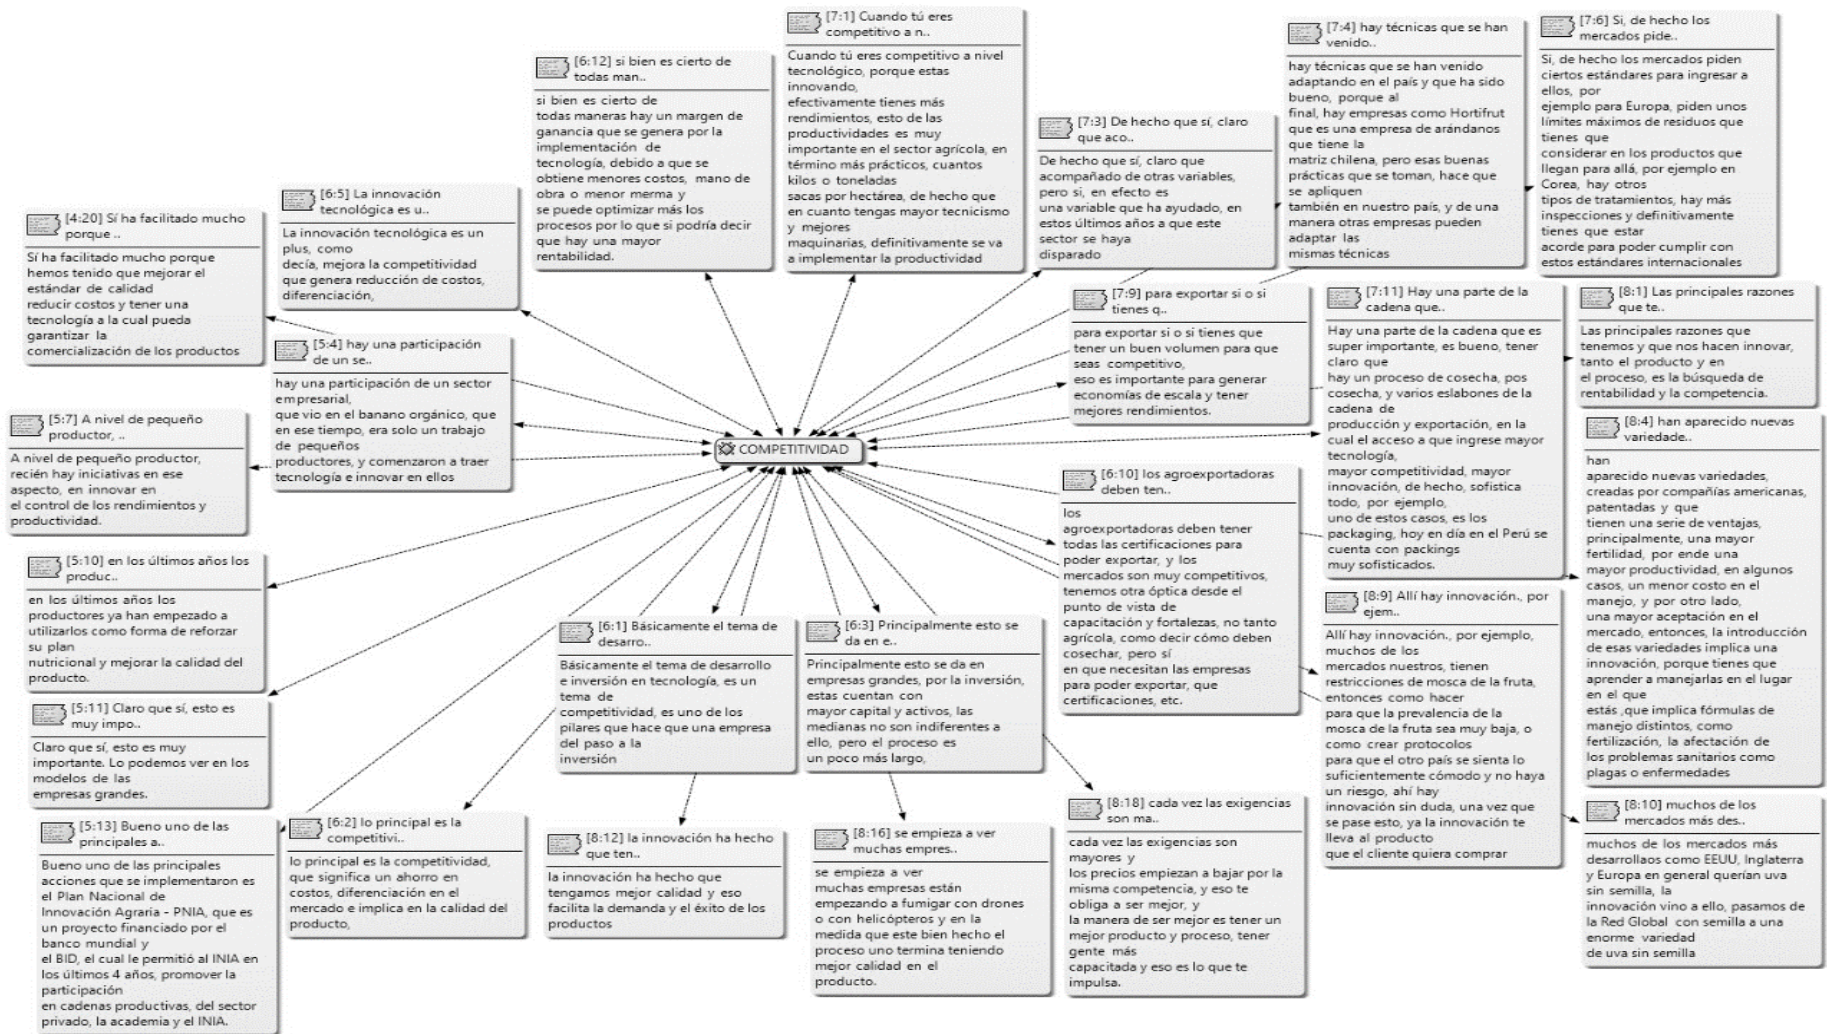 [7:1] Cuando tú eres
competitivo a n..
Cuando tú eres competitivo a nivel
tecnológico, porque estas
innovando,
efectivamente tienes más
rendimientos, esto de las
productividades es muy
importante en el sector agrícola, en
término más prácticos, cuantos
kilos o toneladas
sacas por hectárea, de hecho que
en cuanto tengas mayor tecnicismo
y mejores
maquinarias, definitivamente se va
a implementar la productividad
[7:4] hay técnicas que se han
venido..
hay técnicas que se han venido
adaptando en el país y que ha sido
bueno, porque al
final, hay empresas como Hortifrut
que es una empresa de arándanos
que tiene la
matriz chilena, pero esas buenas
prácticas que se toman, hace que
se apliquen
también en nuestro país, y de una
manera otras empresas pueden
adaptar las
mismas técnicas
[7:6] Si, de hecho los
mercados pide..
Si, de hecho los mercados piden
ciertos estándares para ingresar a
ellos, por
ejemplo para Europa, piden unos
límites máximos de residuos que
tienes que
considerar en los productos que
llegan para allá, por ejemplo en
Corea, hay otros
tipos de tratamientos, hay más
inspecciones y definitivamente
tienes que estar
acorde para poder cumplir con
estos estándares internacionales
[6:12] si bien es cierto de
todas man..
si bien es cierto de
todas maneras hay un margen de
ganancia que se genera por la
implementación de
tecnología, debido a que se
obtiene menores costos, mano de
obra o menor merma y
se puede optimizar más los
procesos por lo que si podría decir
que hay una mayor
rentabilidad.
[7:3] De hecho que sí, claro
que aco..
De hecho que sí, claro que
acompañado de otras variables,
pero si, en efecto es
una variable que ha ayudado, en
estos últimos años a que este
sector se haya
disparado
[6:5] La innovación
tecnológica es u..
La innovación tecnológica es un
plus, como
decía, mejora la competitividad
que genera reducción de costos,
diferenciación,
[4:20] Sí ha facilitado mucho
porque ..
Sí ha facilitado mucho porque
hemos tenido que mejorar el
estándar de calidad
reducir costos y tener una
tecnología a la cual pueda
garantizar la
comercialización de los productos
[7:9] para exportar si o si
tienes q..
para exportar si o si tienes que
tener un buen volumen para que
seas competitivo,
eso es importante para generar
economías de escala y tener
mejores rendimientos.
[7:11] Hay una parte de la
cadena que..
Hay una parte de la cadena que es
super importante, es bueno, tener
claro que
hay un proceso de cosecha, pos
cosecha, y varios eslabones de la
cadena de
producción y exportación, en la
cual el acceso a que ingrese mayor
tecnología,
mayor competitividad, mayor
innovación, de hecho, sofistica
todo, por ejemplo,
uno de estos casos, es los
packaging, hoy en día en el Perú se
cuenta con packings
muy sofisticados.
[8:1] Las principales razones
que te..
Las principales razones que
tenemos y que nos hacen innovar,
tanto el producto y en
el proceso, es la búsqueda de
rentabilidad y la competencia.
[5:4] hay una participación
de un se..
hay una participación de un sector
empresarial,
que vio en el banano orgánico, que
en ese tiempo, era solo un trabajo
de pequeños
productores, y comenzaron a traer
tecnología e innovar en ellos
[5:7] A nivel de pequeño
productor, ..
A nivel de pequeño productor,
recién hay iniciativas en ese
aspecto, en innovar en
el control de los rendimientos y
productividad.
COMPETITIVIDAD
[8:4] han aparecido nuevas
variedade..
han
aparecido nuevas variedades,
creadas por compañías americanas,
patentadas y que
tienen una serie de ventajas,
principalmente, una mayor
fertilidad, por ende una
mayor productividad, en algunos
casos, un menor costo en el
manejo, y por otro lado,
una mayor aceptación en el
mercado, entonces, la introducción
de esas variedades implica una
innovación, porque tienes que
aprender a manejarlas en el lugar
en el que
estás ,que implica fórmulas de
manejo distintos, como
fertilización, la afectación de
los problemas sanitarios como
plagas o enfermedades
[6:10] los agroexportadoras
deben ten..
los
agroexportadoras deben tener
todas las certificaciones para
poder exportar, y los
mercados son muy competitivos,
tenemos otra óptica desde el
punto de vista de
capacitación y fortalezas, no tanto
agrícola, como decir cómo deben
cosechar, pero sí
en que necesitan las empresas
para poder exportar, que
certificaciones, etc.
[5:10] en los últimos años los
produc..
en los últimos años los
productores ya han empezado a
utilizarlos como forma de reforzar
su plan
nutricional y mejorar la calidad del
producto.
[8:9] Allí hay innovación., por
ejem..
Allí hay innovación., por ejemplo,
muchos de los
mercados nuestros, tienen
restricciones de mosca de la fruta,
entonces como hacer
para que la prevalencia de la
mosca de la fruta sea muy baja, o
como crear protocolos
para que el otro país se sienta lo
suficientemente cómodo y no haya
un riesgo, ahí hay
innovación sin duda, una vez que
se pase esto, ya la innovación te
lleva al producto
que el cliente quiera comprar
[6:1] Básicamente el tema de
desarro..
Básicamente el tema de desarrollo
e inversión en tecnología, es un
tema de
competitividad, es uno de los
pilares que hace que una empresa
del paso a la
inversión
[6:3] Principalmente esto se
da en e..
Principalmente esto se da en
empresas grandes, por la inversión,
estas cuentan con
mayor capital y activos, las
medianas no son indiferentes a
ello, pero el proceso es
un poco más largo,
[5:11] Claro que sí, esto es
muy impo..
Claro que sí, esto es muy
importante. Lo podemos ver en los
modelos de las
empresas grandes.
[5:13] Bueno uno de las
principales a..
Bueno uno de las principales
acciones que se implementaron es
el Plan Nacional de
Innovación Agraria - PNIA, que es
un proyecto financiado por el
banco mundial y
el BID, el cual le permitió al INIA en
los últimos 4 años, promover la
participación
en cadenas productivas, del sector
privado, la academia y el INIA.
[6:2] lo principal es la
competitivi..
lo principal es la competitividad,
que significa un ahorro en
costos, diferenciación en el
mercado e implica en la calidad del
producto,
[8:12] la innovación ha hecho
que ten..
la innovación ha hecho que
tengamos mejor calidad y eso
facilita la demanda y el éxito de los
productos
[8:16] se empieza a ver
muchas empres..
se empieza a ver
muchas empresas están
empezando a fumigar con drones
o con helicópteros y en la
medida que este bien hecho el
proceso uno termina teniendo
mejor calidad en el
producto.
[8:18] cada vez las exigencias
son ma..
cada vez las exigencias son
mayores y
los precios empiezan a bajar por la
misma competencia, y eso te
obliga a ser mejor, y
la manera de ser mejor es tener un
mejor producto y proceso, tener
gente más
capacitada y eso es lo que te
impulsa.
[8:10] muchos de los
mercados más des..
muchos de los mercados más
desarrollaos como EEUU, Inglaterra
y Europa en general querían uva
sin semilla, la
innovación vino a ello, pasamos de
la Red Global con semilla a una
enorme variedad
de uva sin semilla